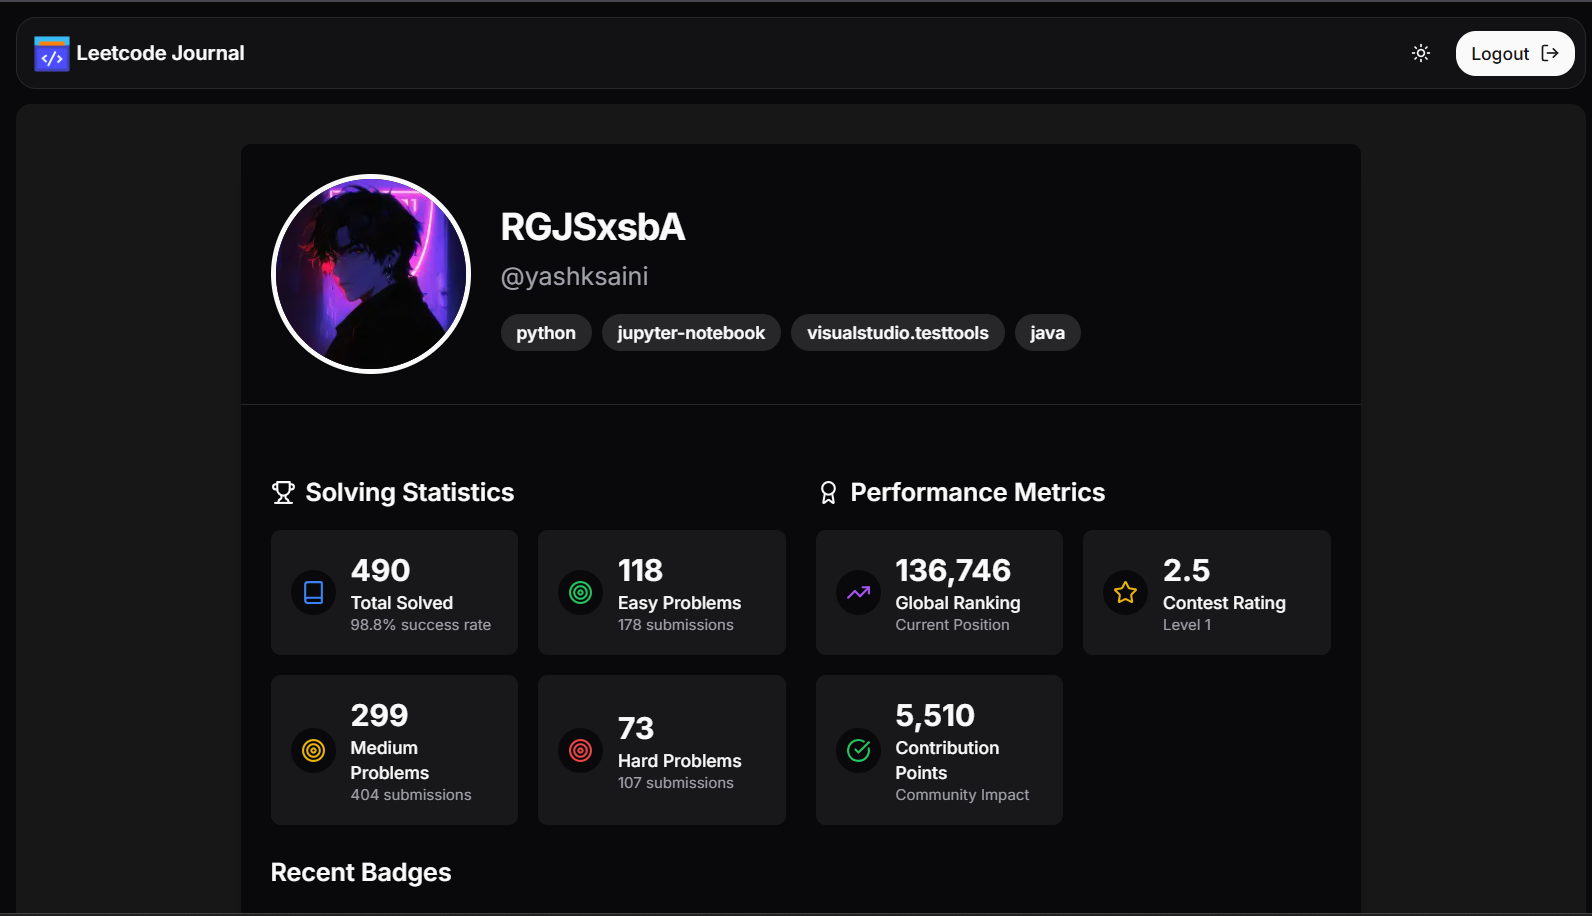 Leetcode Journal
Logout
RGJSxsbA
@yashksaini
python jupyter-notebook visualstudio.testtools java
Solving Statistics
490
Total Solved
98.8% success rate
118
Easy Problems
178 submissions
299
Medium
Problems
404 submissions
73
Hard Problems
107 submissions
Performance Metrics
136,746
Global Ranking
Current Position
2.5
Contest Rating
Level 1
5,510
Contribution
Points
Community Impact
Recent Badges